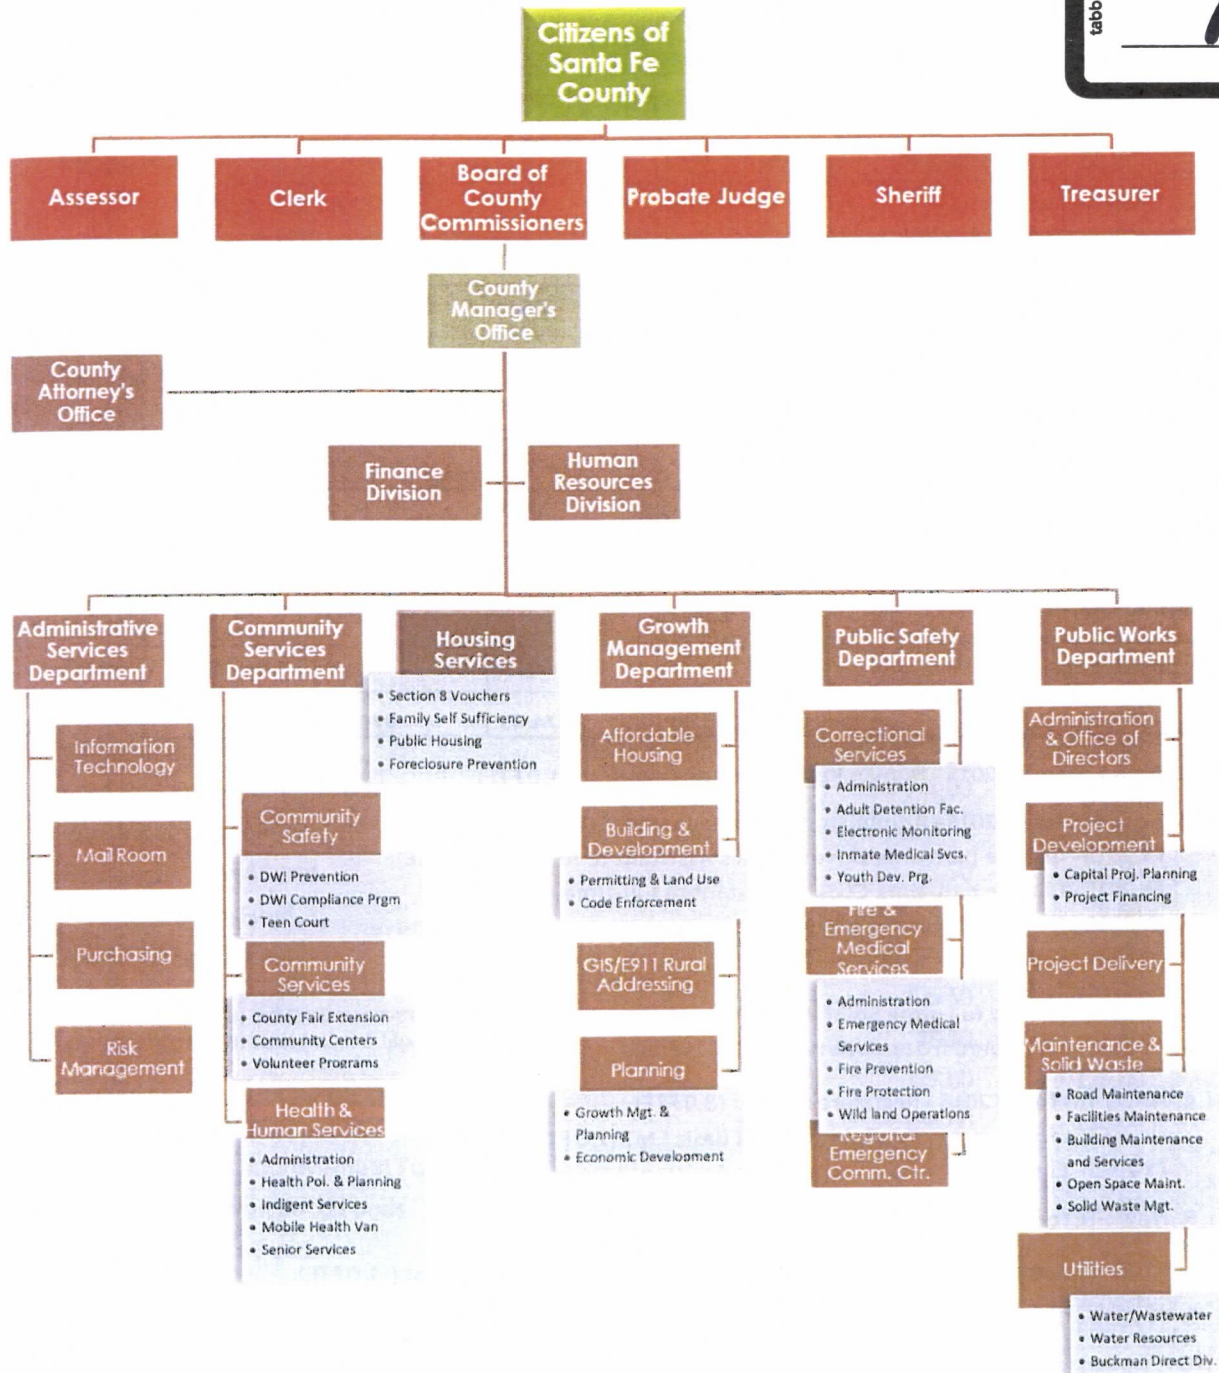 tabb
Citizens of
Santa Fe
County
Assessor
Clerk
Board of
County
Commissioners
Probate Judge
Sheriff
Treasurer
County
Manager's
Office
County
Attorney's
Office
Finance
Division
Human
Resources
Division
Administrative
Services
Department
Information
Technology
Mail Room
Purchasing
Risk
Management
Community
Services
Department
Community
Safety
• DWI Prevention
• DWI Compliance Prgm
• Teen Court
Community
Services
• County Fair Extension
• Community Centers
• Volunteer Programs
Health &
Human Services
• Administration
• Health Pol. & Planning
• Indigent Services
• Mobile Health Van
• Senior Services
Housing
Services
• Section 8 Vouchers
• Family Self Sufficiency
• Public Housing
• Foreclosure Prevention
Growth
Management
Department
Affordable
Housing
Building &
Development
• Permitting & Land Use
• Code Enforcement
GIS/E911 Rural
Addressing
Planning
• Growth Mgt. &
Planning
• Economic Development
Public Safety
Department
Correctional
Services
• Administration
• Adult Detention Fac.
• Electronic Monitoring
• Inmate Medical Svcs.
• Youth Dev. Prg.
Fire &
Emergency
Medical
Services
• Administration
• Emergency Medical
Services
• Fire Prevention
• Fire Protection
• Wild land Operations
Regional
Emergency
Comm. Ctr.
Public Works
Department
Administration
& Office of
Directors
Project
Development
• Capital Proj. Planning
• Project Financing
Project Delivery
Maintenance &
Solid Waste
• Road Maintenance
• Facilities Maintenance
• Building Maintenance
and Services
• Open Space Maint.
• Solid Waste Mgt.
Utilities
• Water/Wastewater
• Water Resources
• Buckman Direct Div.